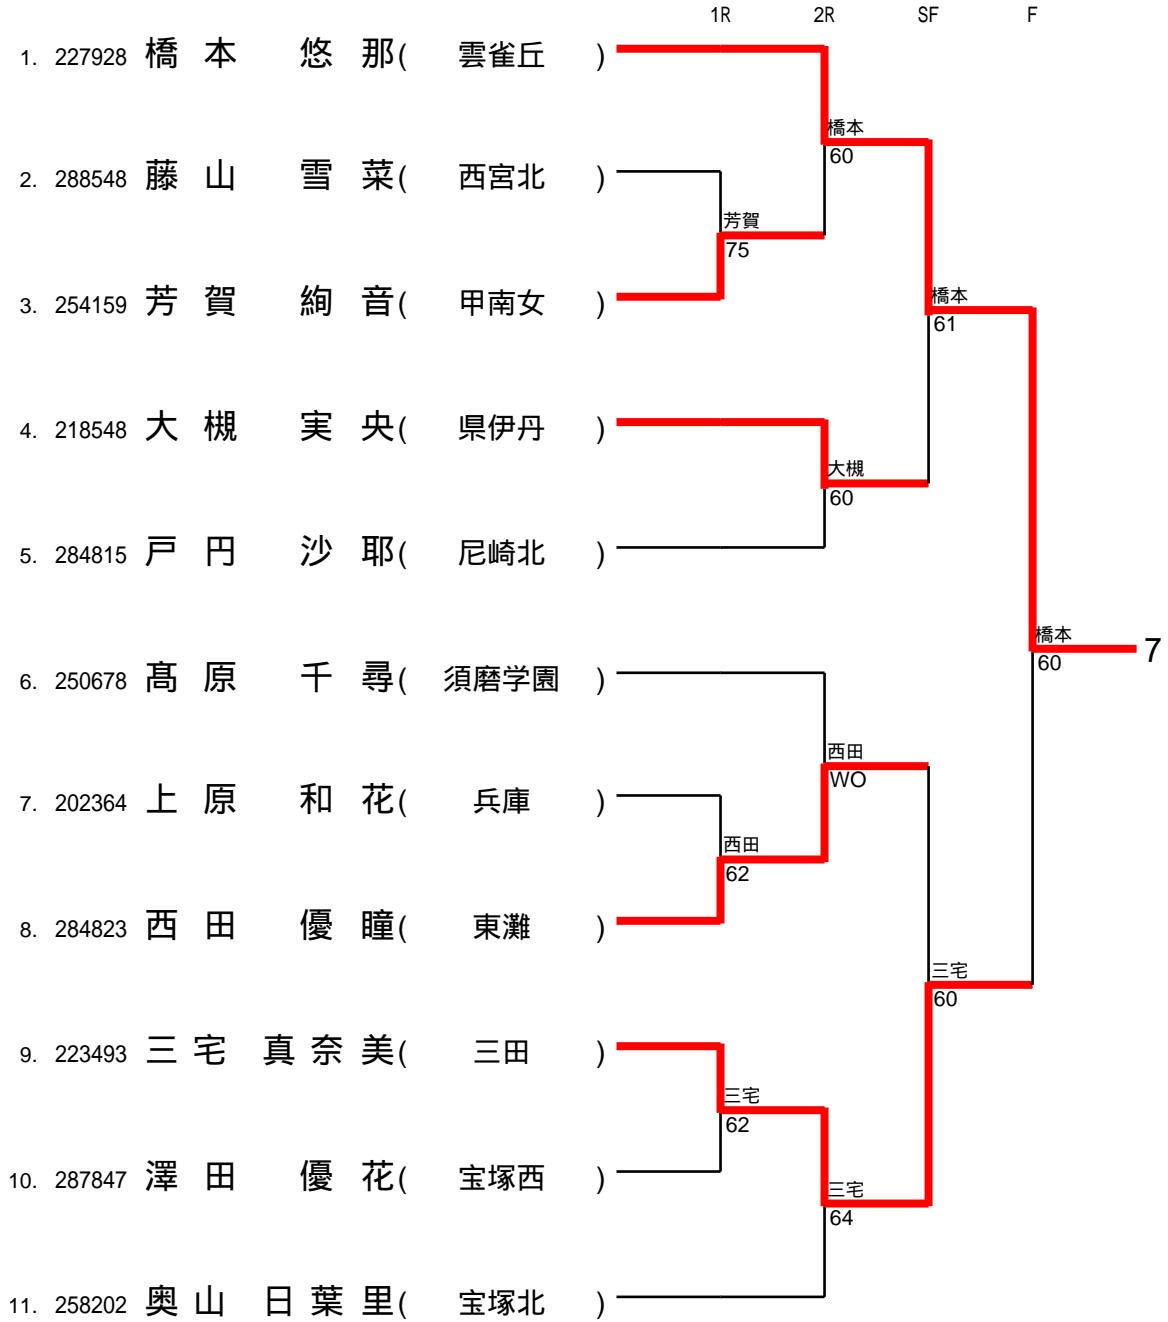 1R 2R SF F
1. 227928 橋本 悠那( 雲雀丘 )
橋本
60
2. 288548 藤山 雪菜( 西宮北 )
芳賀
75
3. 254159 芳賀 絢音( 甲南女 )
橋本
61
4. 218548 大槻 実央( 県伊丹 )
大槻
60
5. 284815 戸円 沙耶( 尼崎北 )
橋本
60
7
6. 250678 髙原 千尋( 須磨学園 )
西田
WO
7. 202364 上原 和花( 兵庫 )
西田
62
8. 284823 西田 優瞳( 東灘 )
三宅
60
9. 223493 三宅 真奈美( 三田 )
三宅
62
10. 287847 澤田 優花( 宝塚西 )
三宅
64
11. 258202 奥山 日葉里( 宝塚北 )